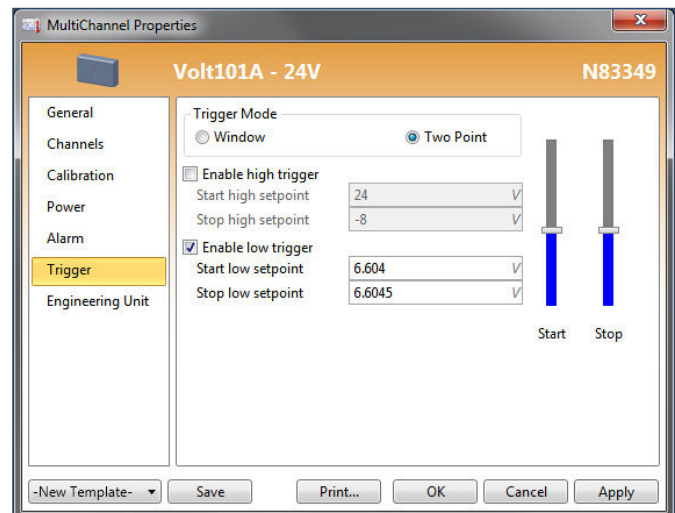 MultiChannel Properties
x
Volt101A - 24V N83349
General
Channels
Calibration
Power
Alarm
Trigger
Engineering Unit
Trigger Mode
Window Two Point
Enable high trigger
Start high setpoint 24 V
Stop high setpoint -8 V
Enable low trigger
Start low setpoint 6.604 V
Stop low setpoint 6.6045 V
Start Stop
-New Template- Save Print... OK Cancel Apply